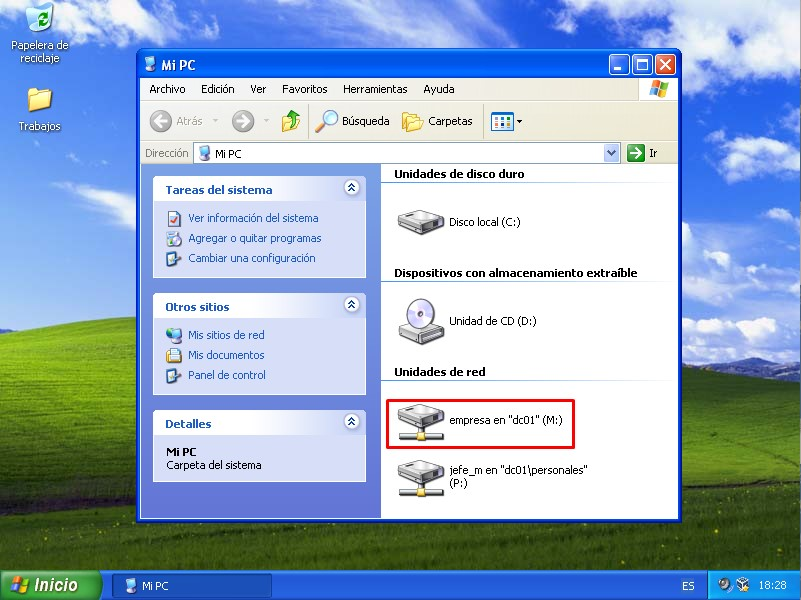 Papelera de
reciclaje
Trabajos
Mi PC
Archivo Edición Ver Favoritos Herramientas Ayuda
Atrás Búsqueda Carpetas
Dirección Mi PC Ir
Tareas del sistema
Ver información del sistema
Agregar o quitar programas
Cambiar una configuración
Otros sitios
Mis sitios de red
Mis documentos
Panel de control
Detalles
Mi PC
Carpeta del sistema
Unidades de disco duro
Disco local (C:)
Dispositivos con almacenamiento extraíble
Unidad de CD (D:)
Unidades de red
empresa en "dc01" (M:)
jefe_m en "dc01\personales"
(P:)
Inicio Mi PC ES 18:28